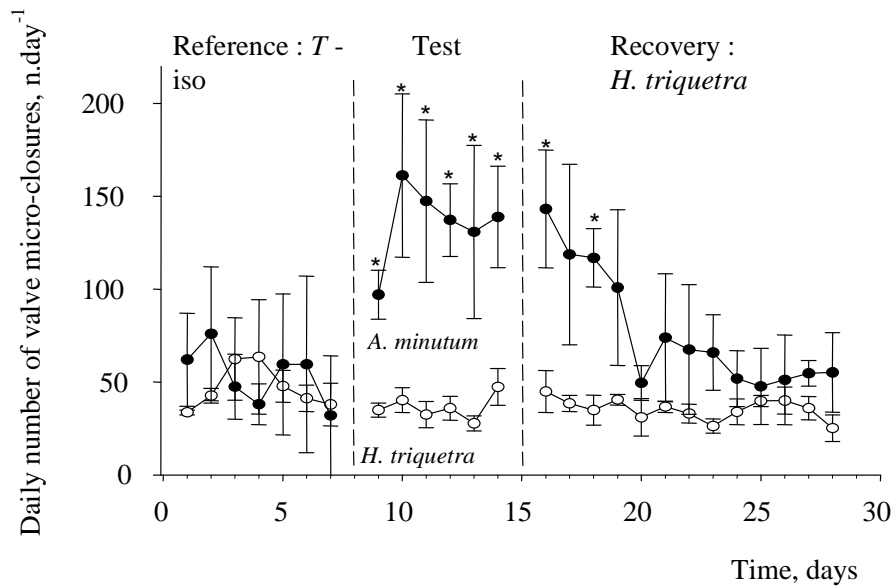 Reference : T -
iso
Test
Recovery :
H. triquetra
Daily number of valve micro-closures, n.day-1
200
150
100
50
0
* * * * * *
* *
A. minutum
H. triquetra
0 5 10 15 20 25 30
Time, days